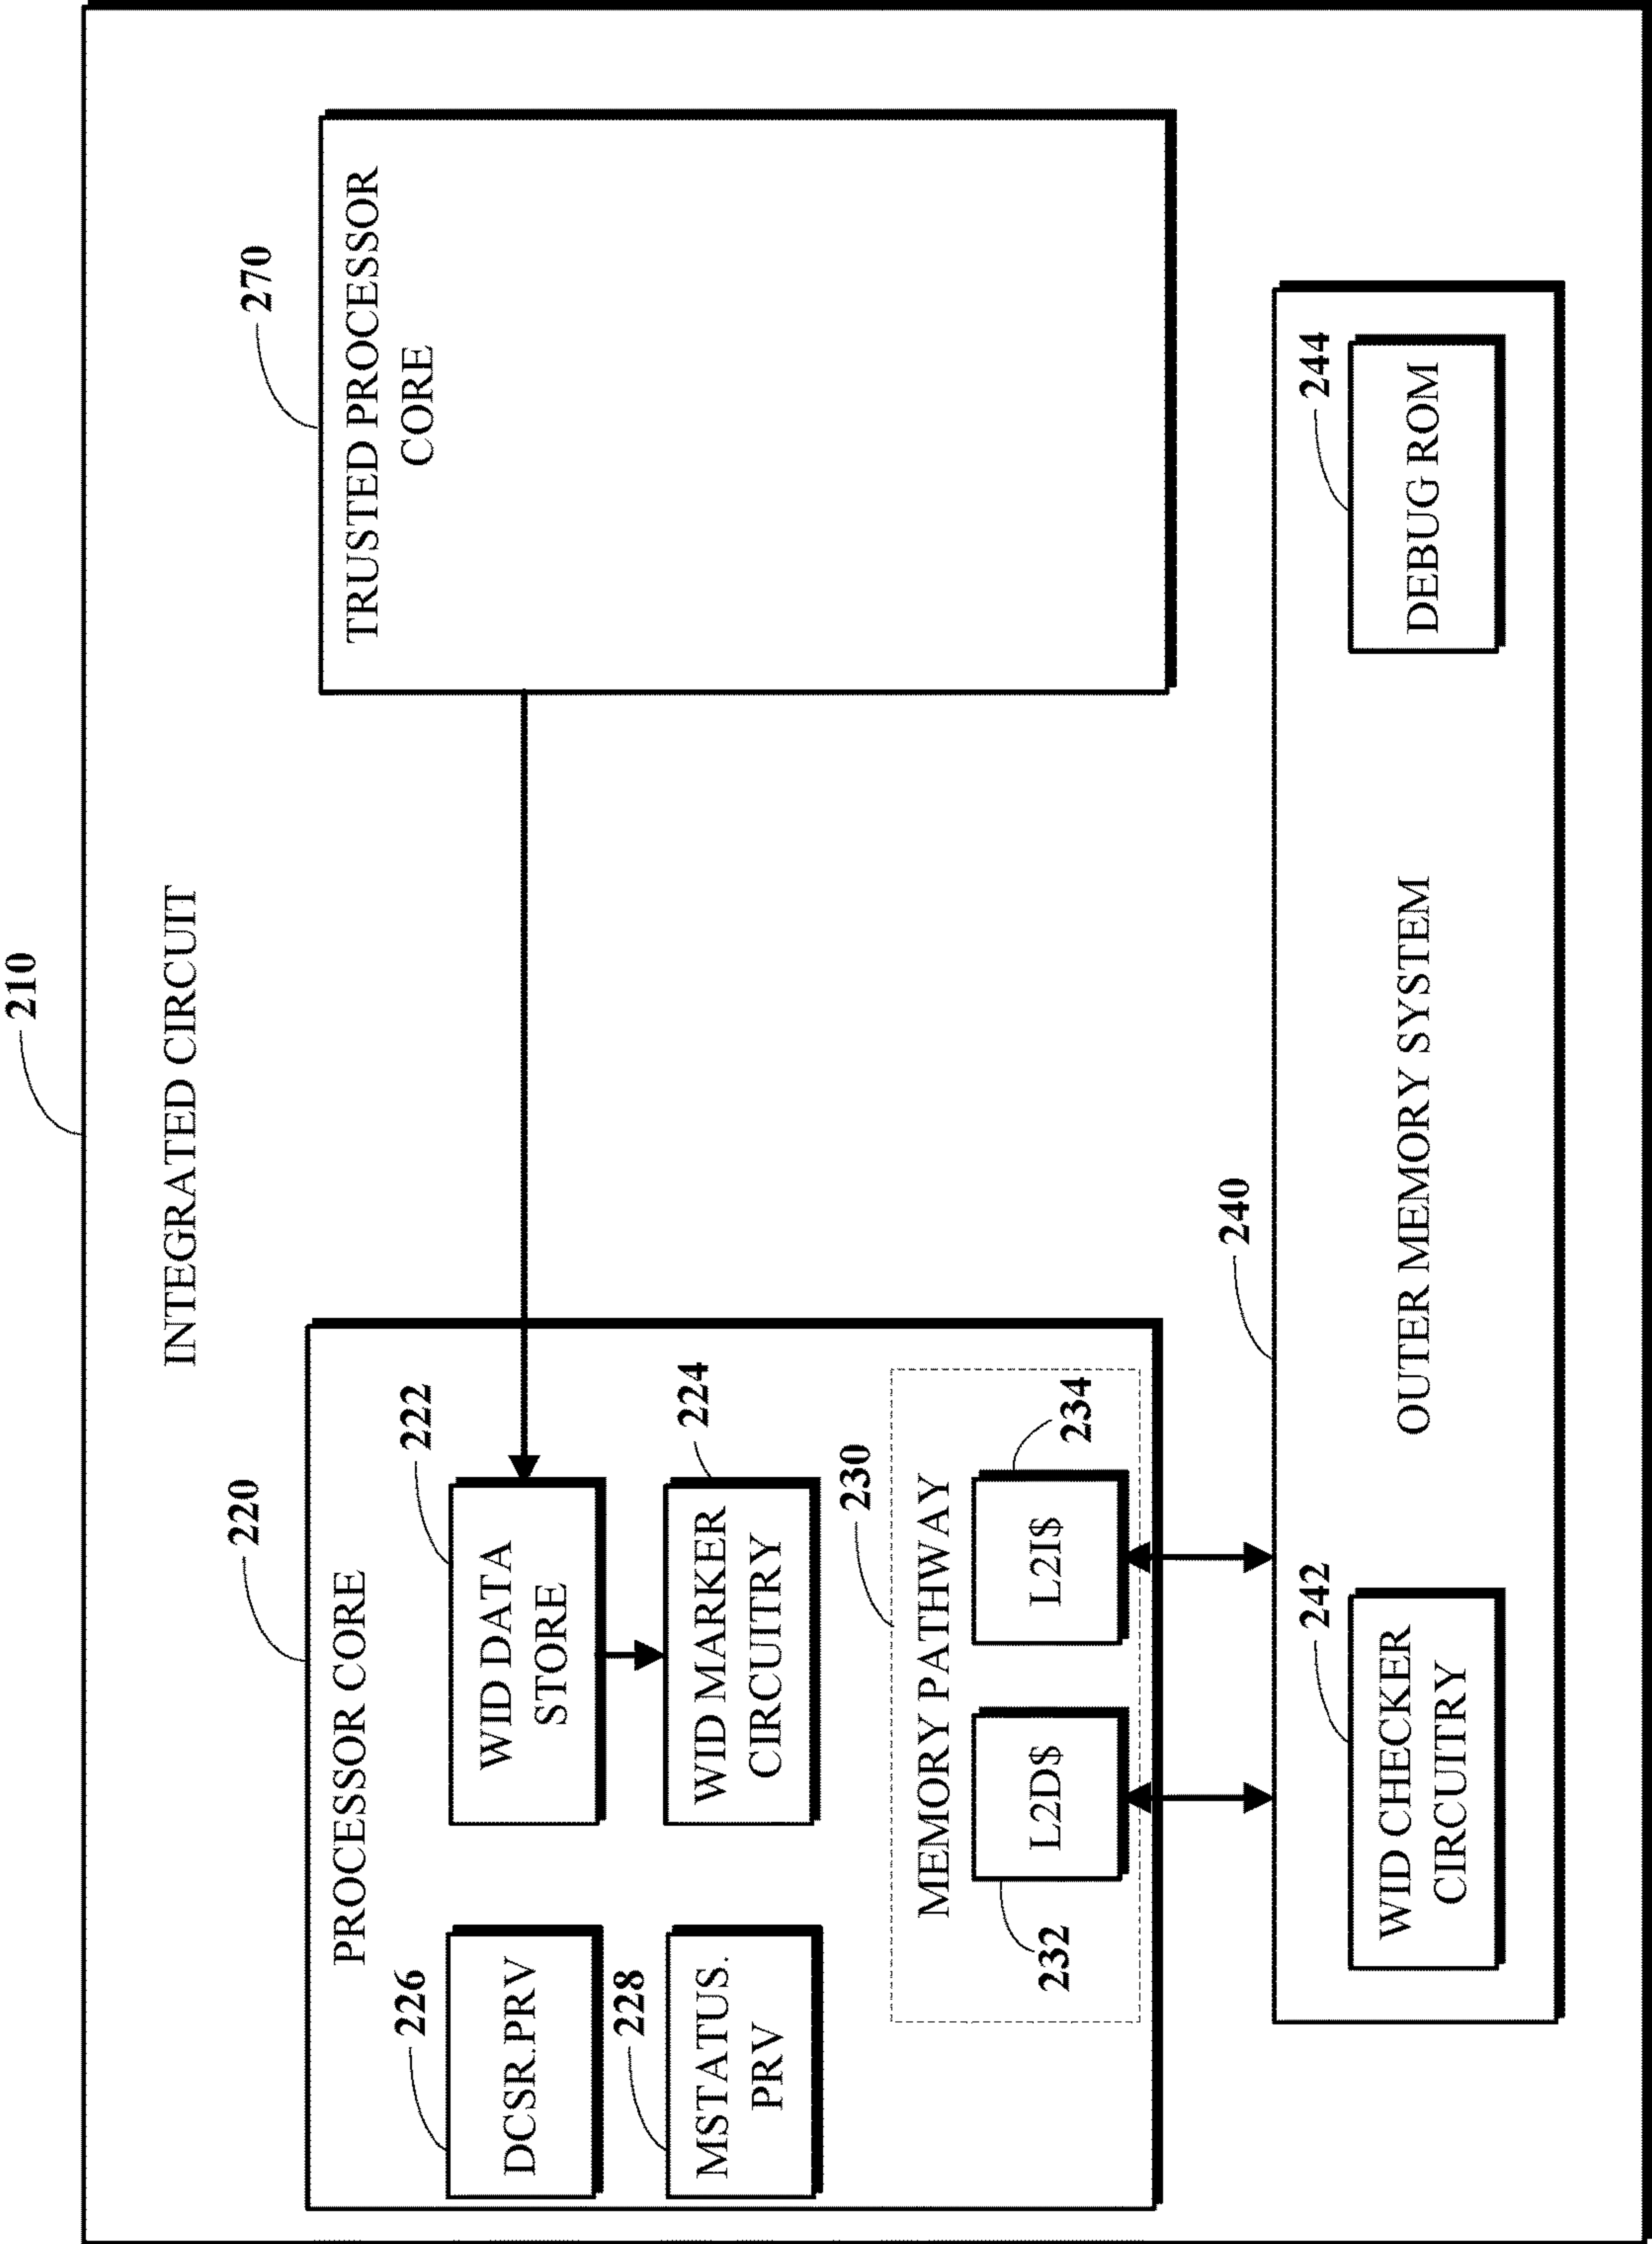 210
INTEGRATED CIRCUIT
220
PROCESSOR CORE
226
DCSR.PRV
222
WID DATA
STORE
228
MSTATUS.
PRV
224
WID MARKER
CIRCUITRY
230
MEMORY PATHWAY
232
L2D$
L2I$
234
270
TRUSTED PROCESSOR
CORE
240
242
WID CHECKER
CIRCUITRY
OUTER MEMORY SYSTEM
244
DEBUG ROM